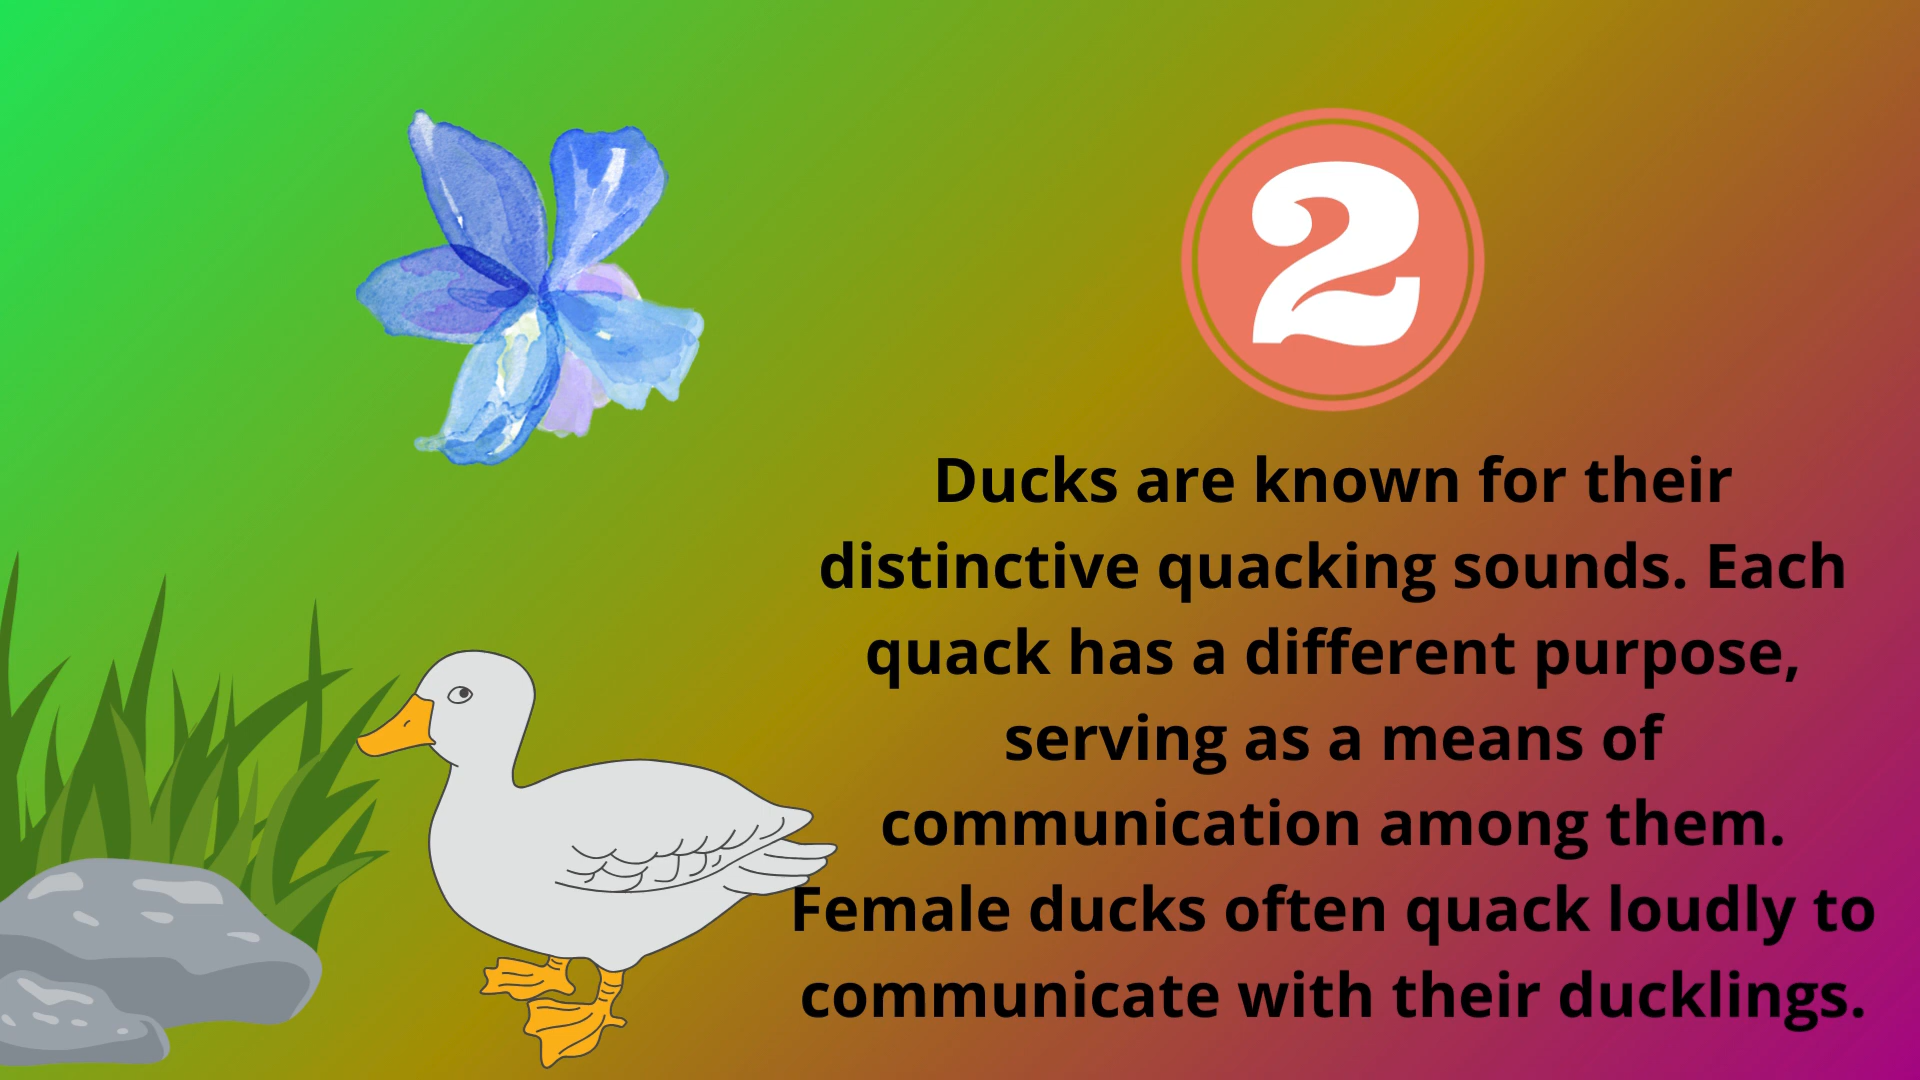 2
Ducks are known for their
distinctive quacking sounds. Each
quack has a different purpose,
serving as a means of
communication among them.
Female ducks often quack loudly to
communicate with their ducklings.